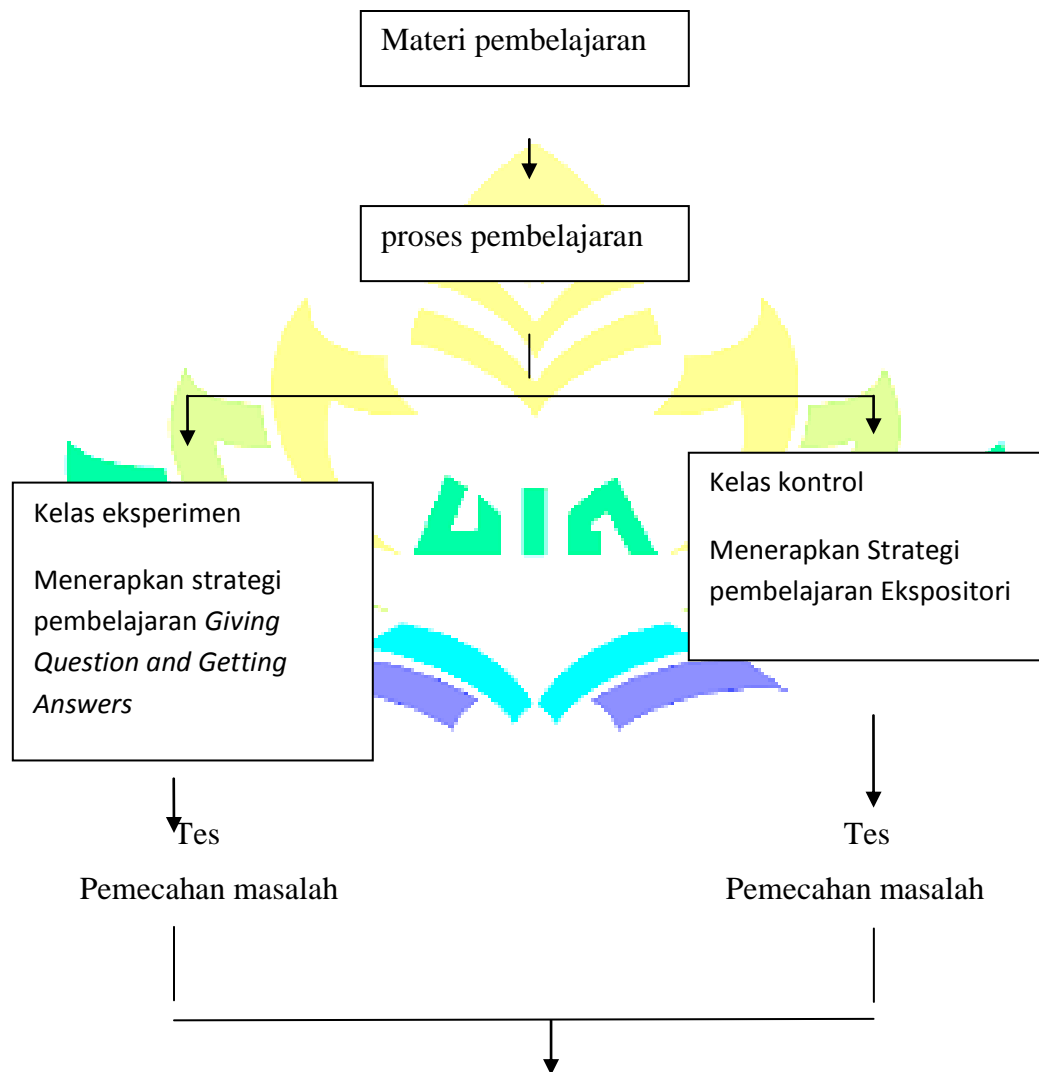 Materi pembelajaran
proses pembelajaran
Kelas eksperimen
Menerapkan strategi
pembelajaran Giving
Question and Getting
Answers
Kelas kontrol
Menerapkan Strategi
pembelajaran Ekspositori
Tes
Pemecahan masalah
Tes
Pemecahan masalah